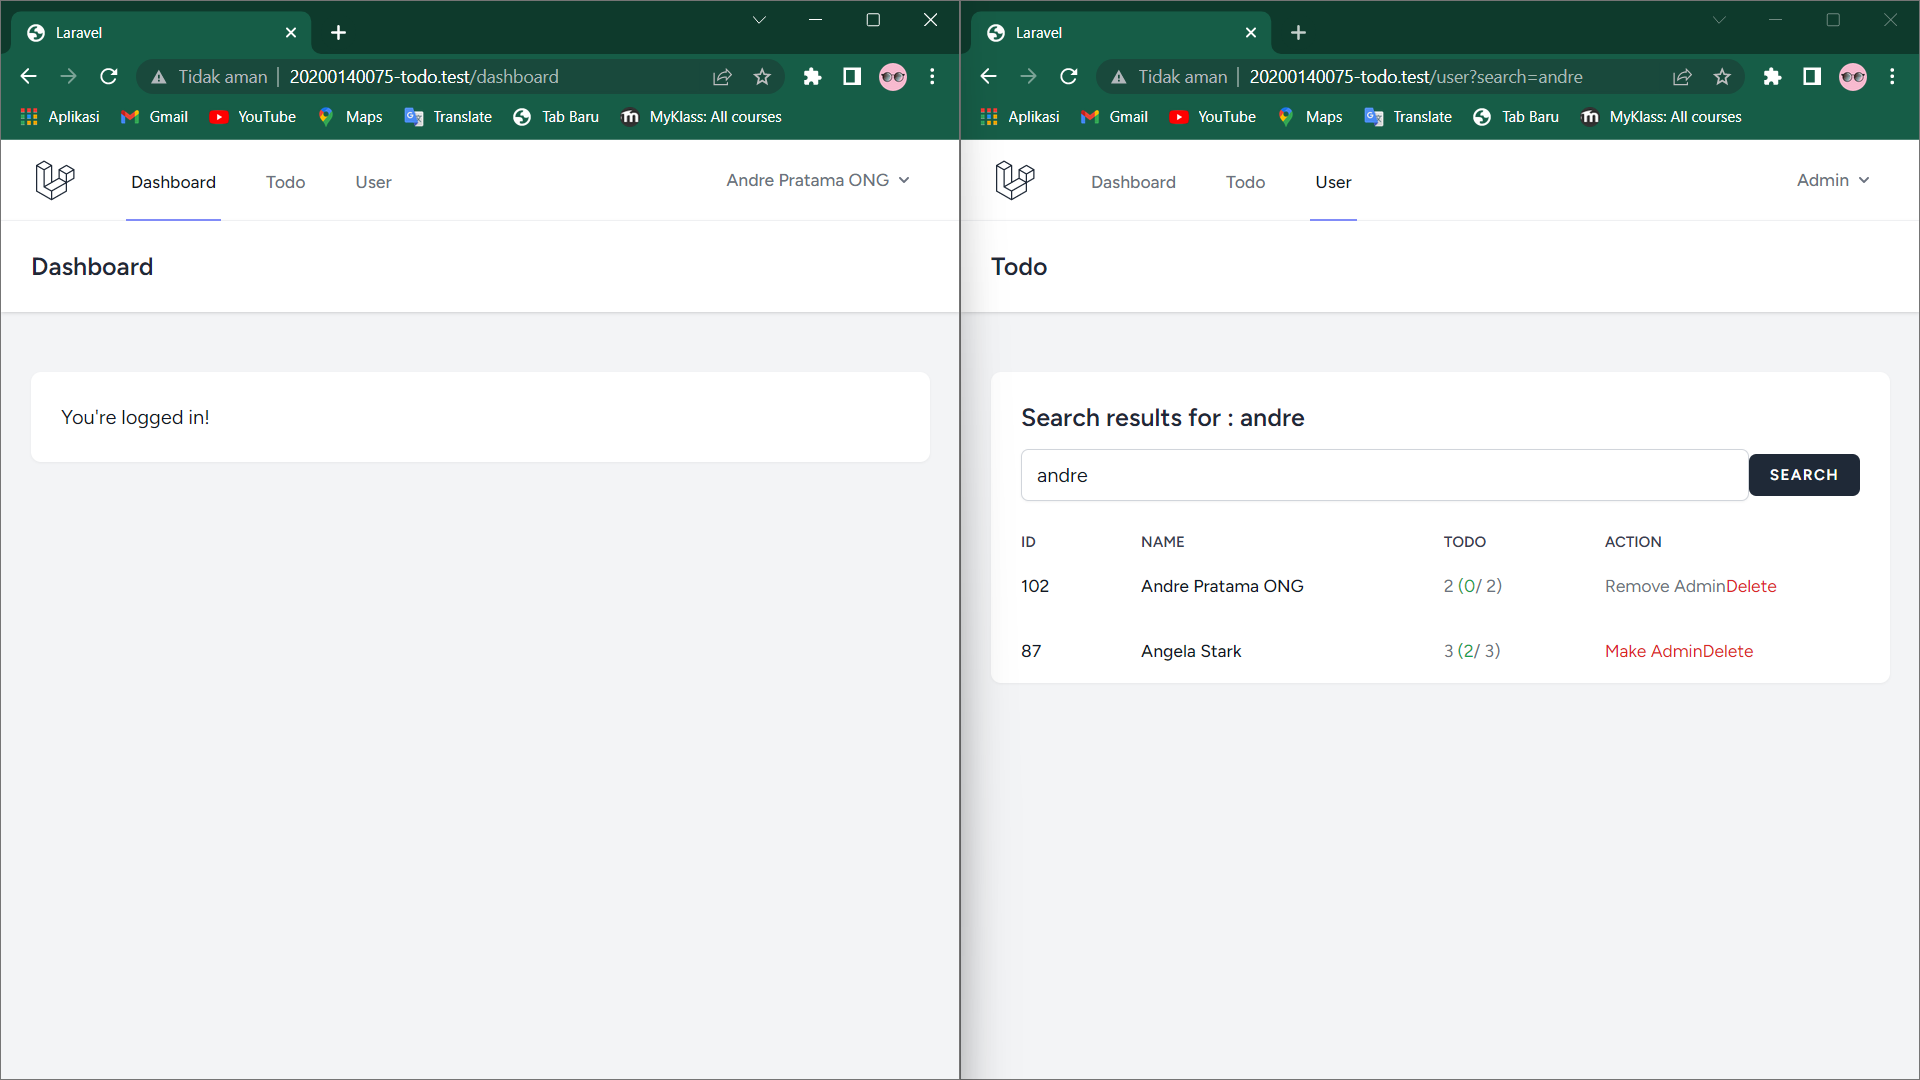 Laravel
Tidak aman | 20200140075-todo.test/dashboard
Aplikasi Gmail YouTube Maps Translate Tab Baru MyKlass: All courses
Dashboard Todo User Andre Pratama ONG
Dashboard
You're logged in!
Laravel
Tidak aman | 20200140075-todo.test/user?search=andre
Aplikasi Gmail YouTube Maps Translate Tab Baru MyKlass: All courses
Dashboard Todo User Admin
Todo
Search results for : andre
andre SEARCH
ID NAME TODO ACTION
102 Andre Pratama ONG 2 (0/ 2) Remove AdminDelete
87 Angela Stark 3 (2/ 3) Make AdminDelete